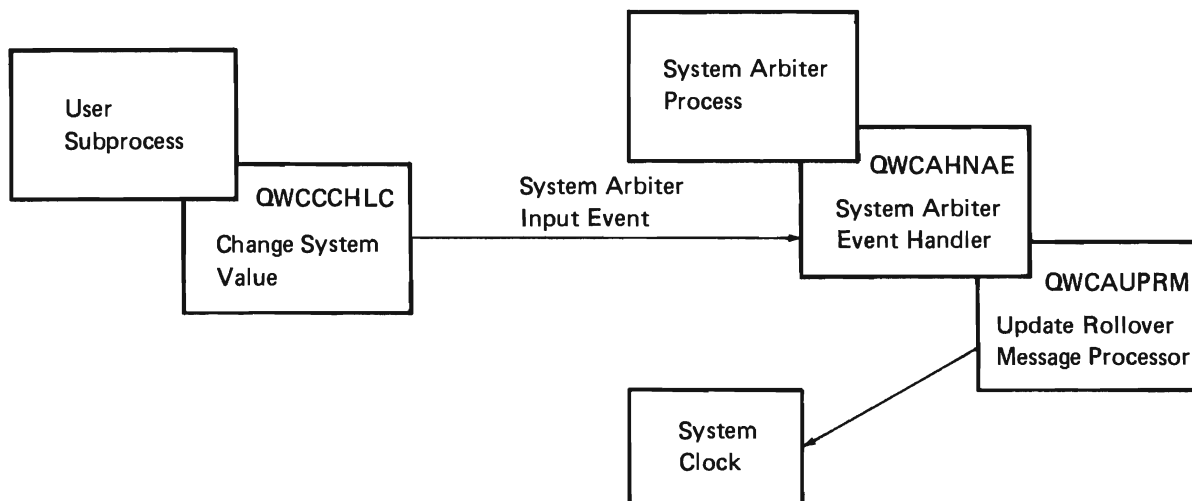 User
Subprocess
QWCCCHLC
Change System
Value
System Arbiter
Input Event
System Arbiter
Process
QWCAHNAE
System Arbiter
Event Handler
QWCAUPRM
Update Rollover
Message Processor
System
Clock